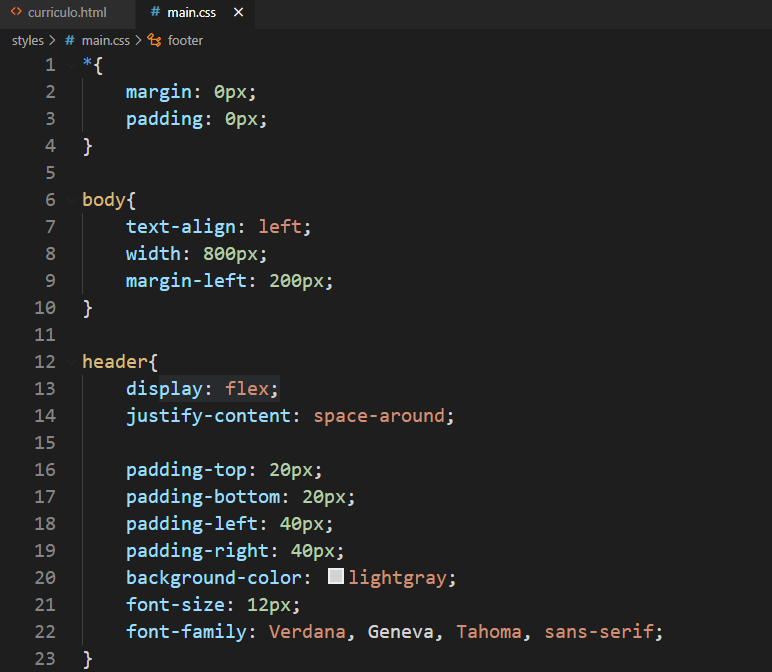 <> curriculo.html # main.css ×
styles > # main.css > footer
1 *{
2     margin: 0px;
3     padding: 0px;
4 }
5
6 body{
7     text-align: left;
8     width: 800px;
9     margin-left: 200px;
10 }
11
12 header{
13     display: flex;
14     justify-content: space-around;
15
16     padding-top: 20px;
17     padding-bottom: 20px;
18     padding-left: 40px;
19     padding-right: 40px;
20     background-color: lightgray;
21     font-size: 12px;
22     font-family: Verdana, Geneva, Tahoma, sans-serif;
23 }